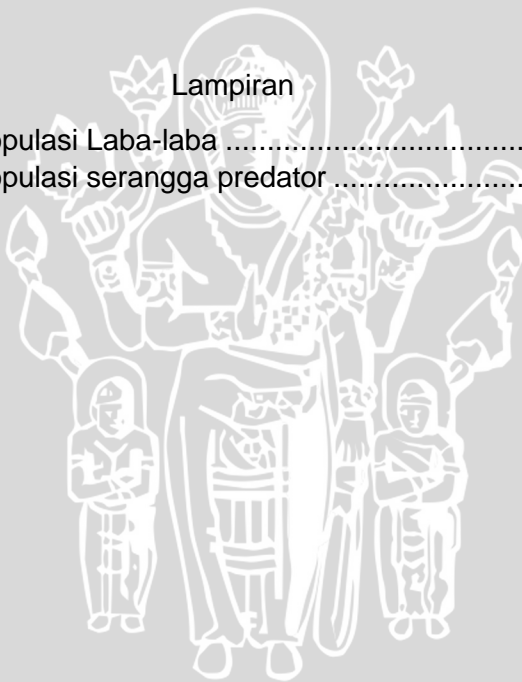 Lampiran
opulasi Laba-laba ....................................
opulasi serangga predator .......................